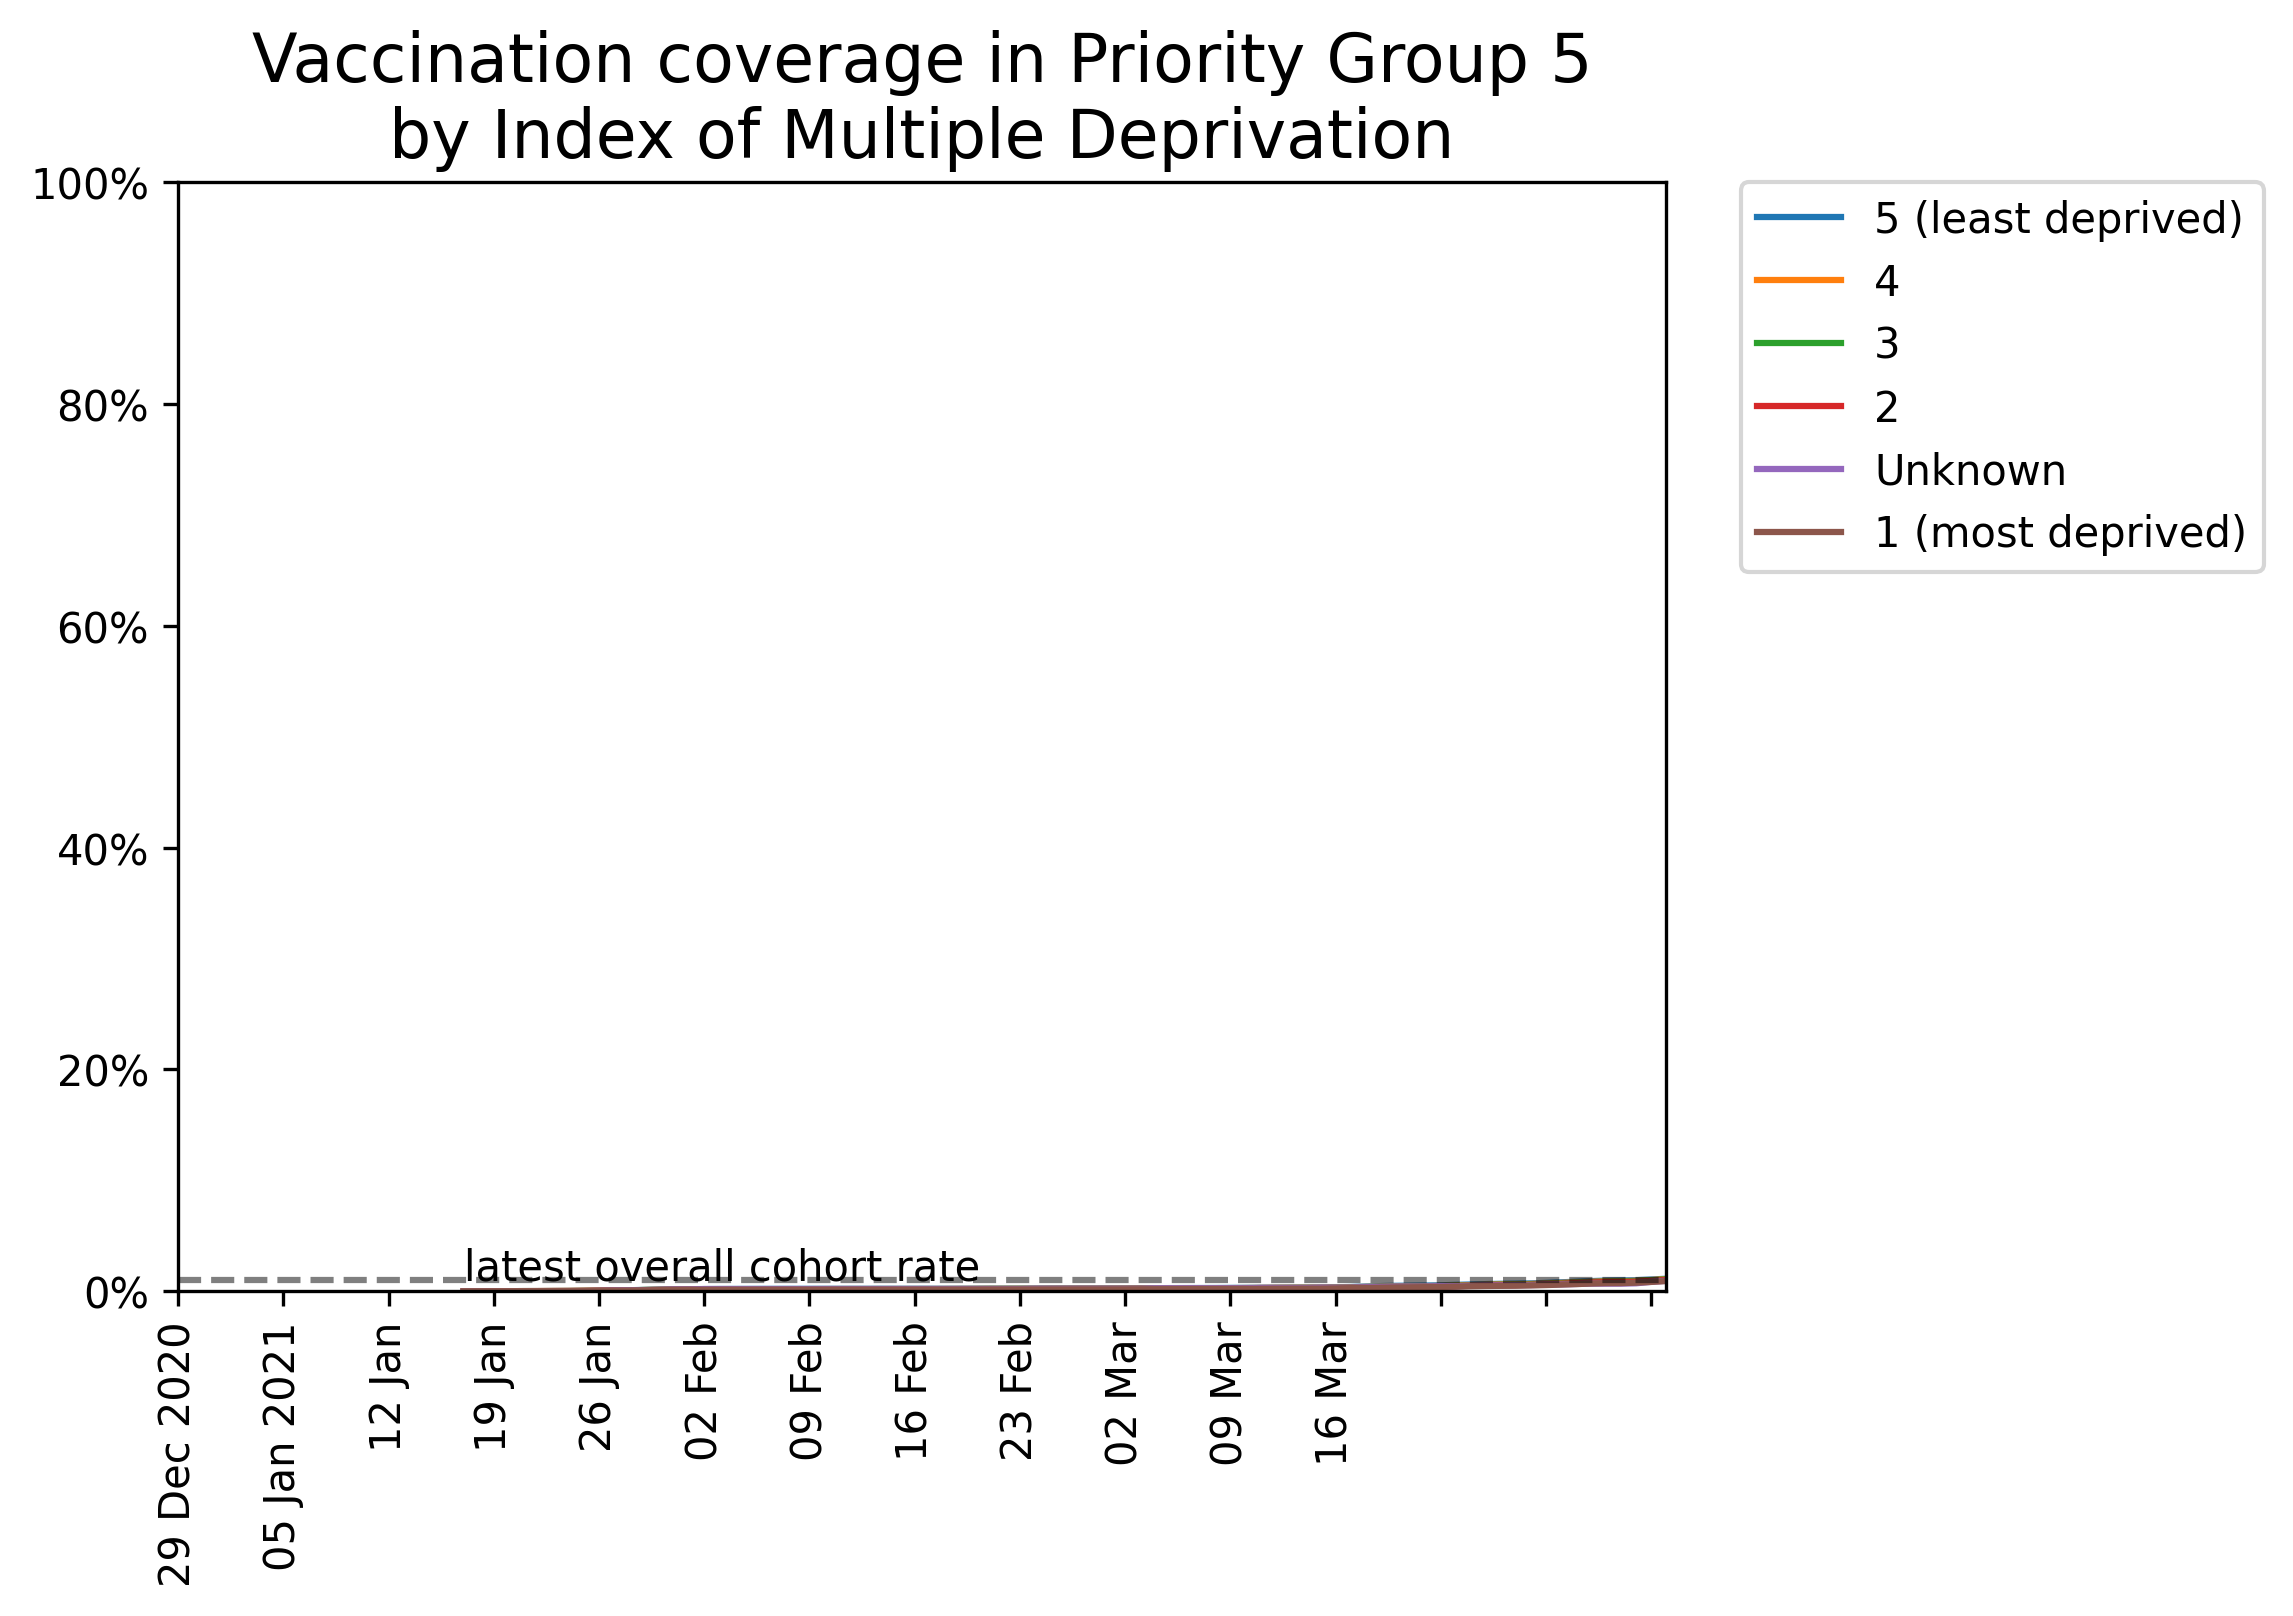 Vaccination coverage in Priority Group 5
by Index of Multiple Deprivation
100%
80%
60%
40%
20%
0%
latest overall cohort rate
29 Dec 2020
05 Jan 2021
12 Jan
19 Jan
26 Jan
02 Feb
09 Feb
16 Feb
23 Feb
02 Mar
09 Mar
16 Mar
5 (least deprived)
4
3
2
Unknown
1 (most deprived)